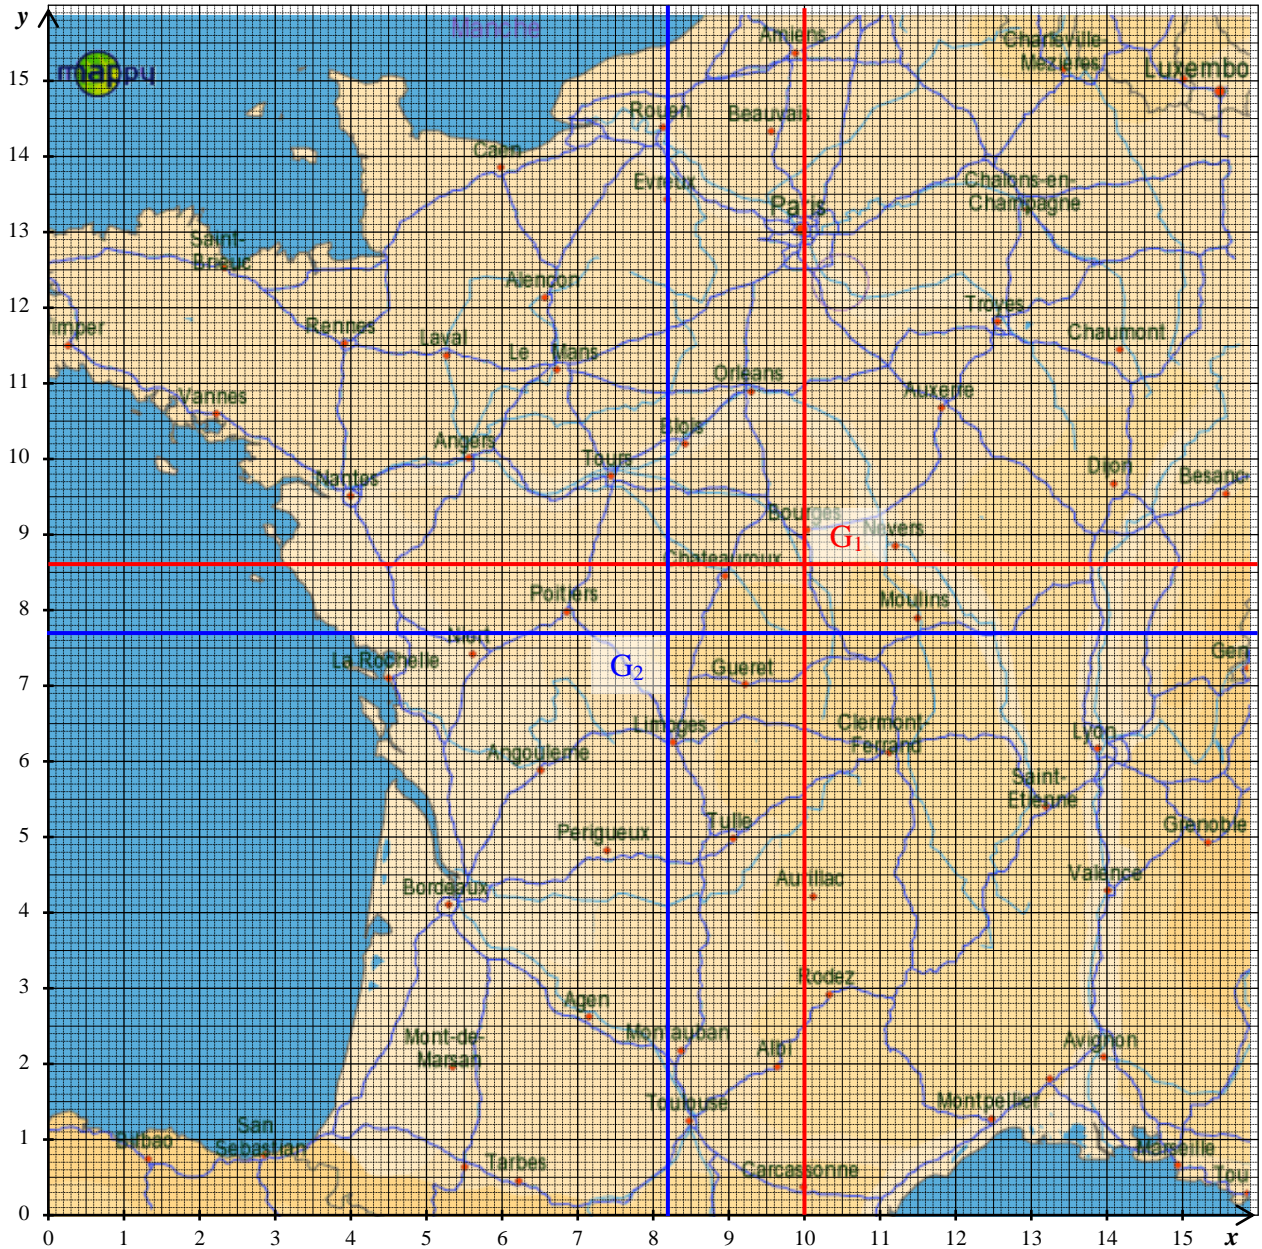 y
Manche
Amiens
Charleville-
Mezieres
Luxembo
mappy
15
Rouen
Beauvais
14
Caen
Evreux
Chalons-en-
Champagne
Paris
13
Saint-
Brieuc
Alencon
12
Troyes
imper
Rennes
Laval
Le Mans
Chaumont
11
Orleans
Vannes
Auxerre
Blois
Angers
10
Tours
Dijon
Besanc-
Nantes
9
Bourges
G1
Nevers
Chateauroux
8
Poitiers
Moulins
Niort
La Rochelle
G2
Gueret
Gen
7
Limoges
Clermont
Ferrand
Lyon
6
Angouleme
Saint-
Etienne
5
Perigueux
Tulle
Grenoble
Bordeaux
Aurillac
Valence
4
3
Rodez
Agen
Mont-de-
Marsan
Montauban
Albi
Avignon
2
Toulouse
Montpellier
1
Bilbao
San
Sebastian
Tarbes
Carcassonne
Marseille
Tou
0
0 1 2 3 4 5 6 7 8 9 10 11 12 13 14 15 x